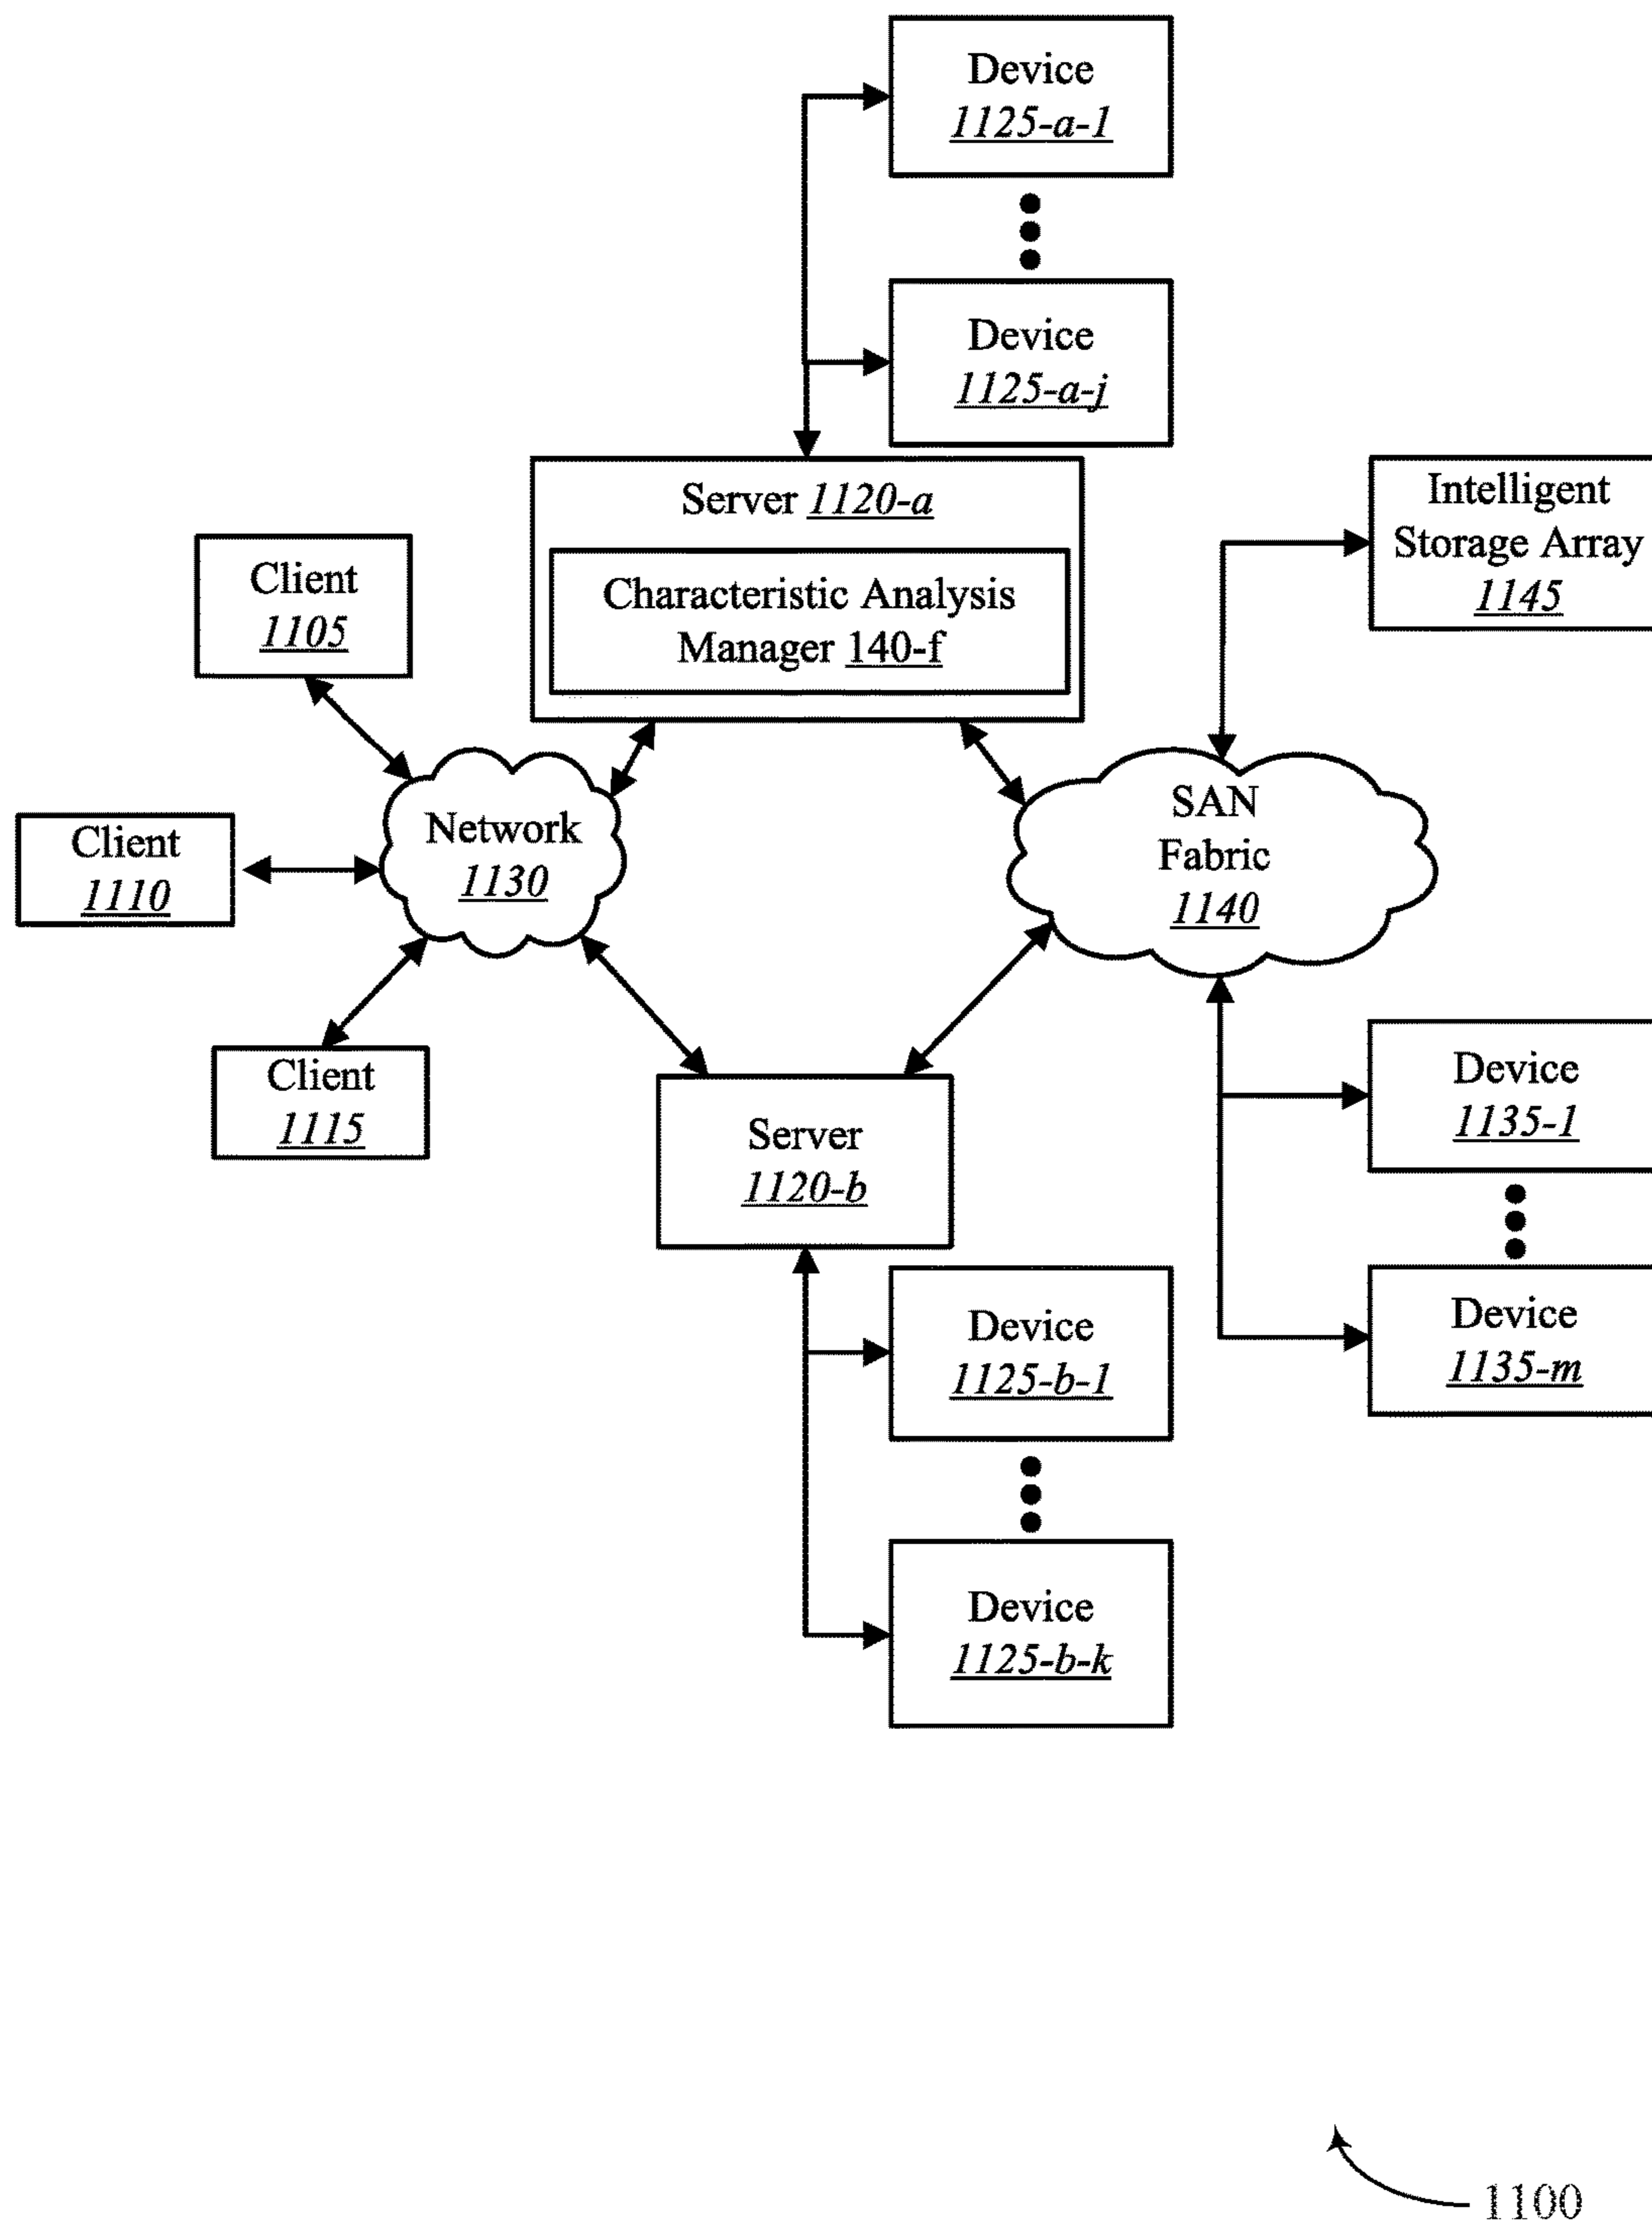 Device
1125-a-1
Device
1125-a-j
Server 1120-a
Characteristic Analysis
Manager 140-f
Intelligent
Storage Array
1145
Client
1105
Network
1130
SAN
Fabric
1140
Client
1110
Client
1115
Server
1120-b
Device
1135-1
Device
1135-m
Device
1125-b-1
Device
1125-b-k
1100